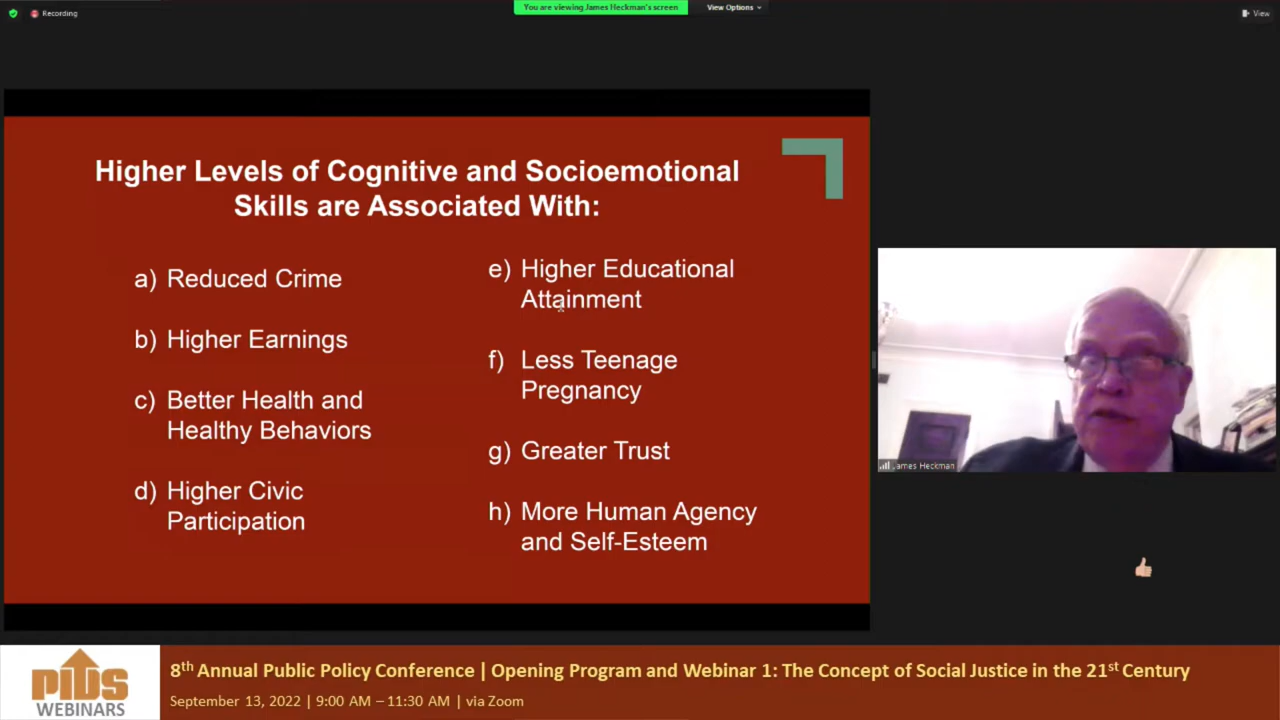 Recording
You are viewing James Heckman's screen
View Options
View
Higher Levels of Cognitive and Socioemotional
Skills are Associated With:
a) Reduced Crime
b) Higher Earnings
c) Better Health and
Healthy Behaviors
d) Higher Civic
Participation
e) Higher Educational
Attainment
f) Less Teenage
Pregnancy
g) Greater Trust
h) More Human Agency
and Self-Esteem
James Heckman
PIDS
WEBINARS
8th Annual Public Policy Conference | Opening Program and Webinar 1: The Concept of Social Justice in the 21st Century
September 13, 2022 | 9:00 AM – 11:30 AM | via Zoom